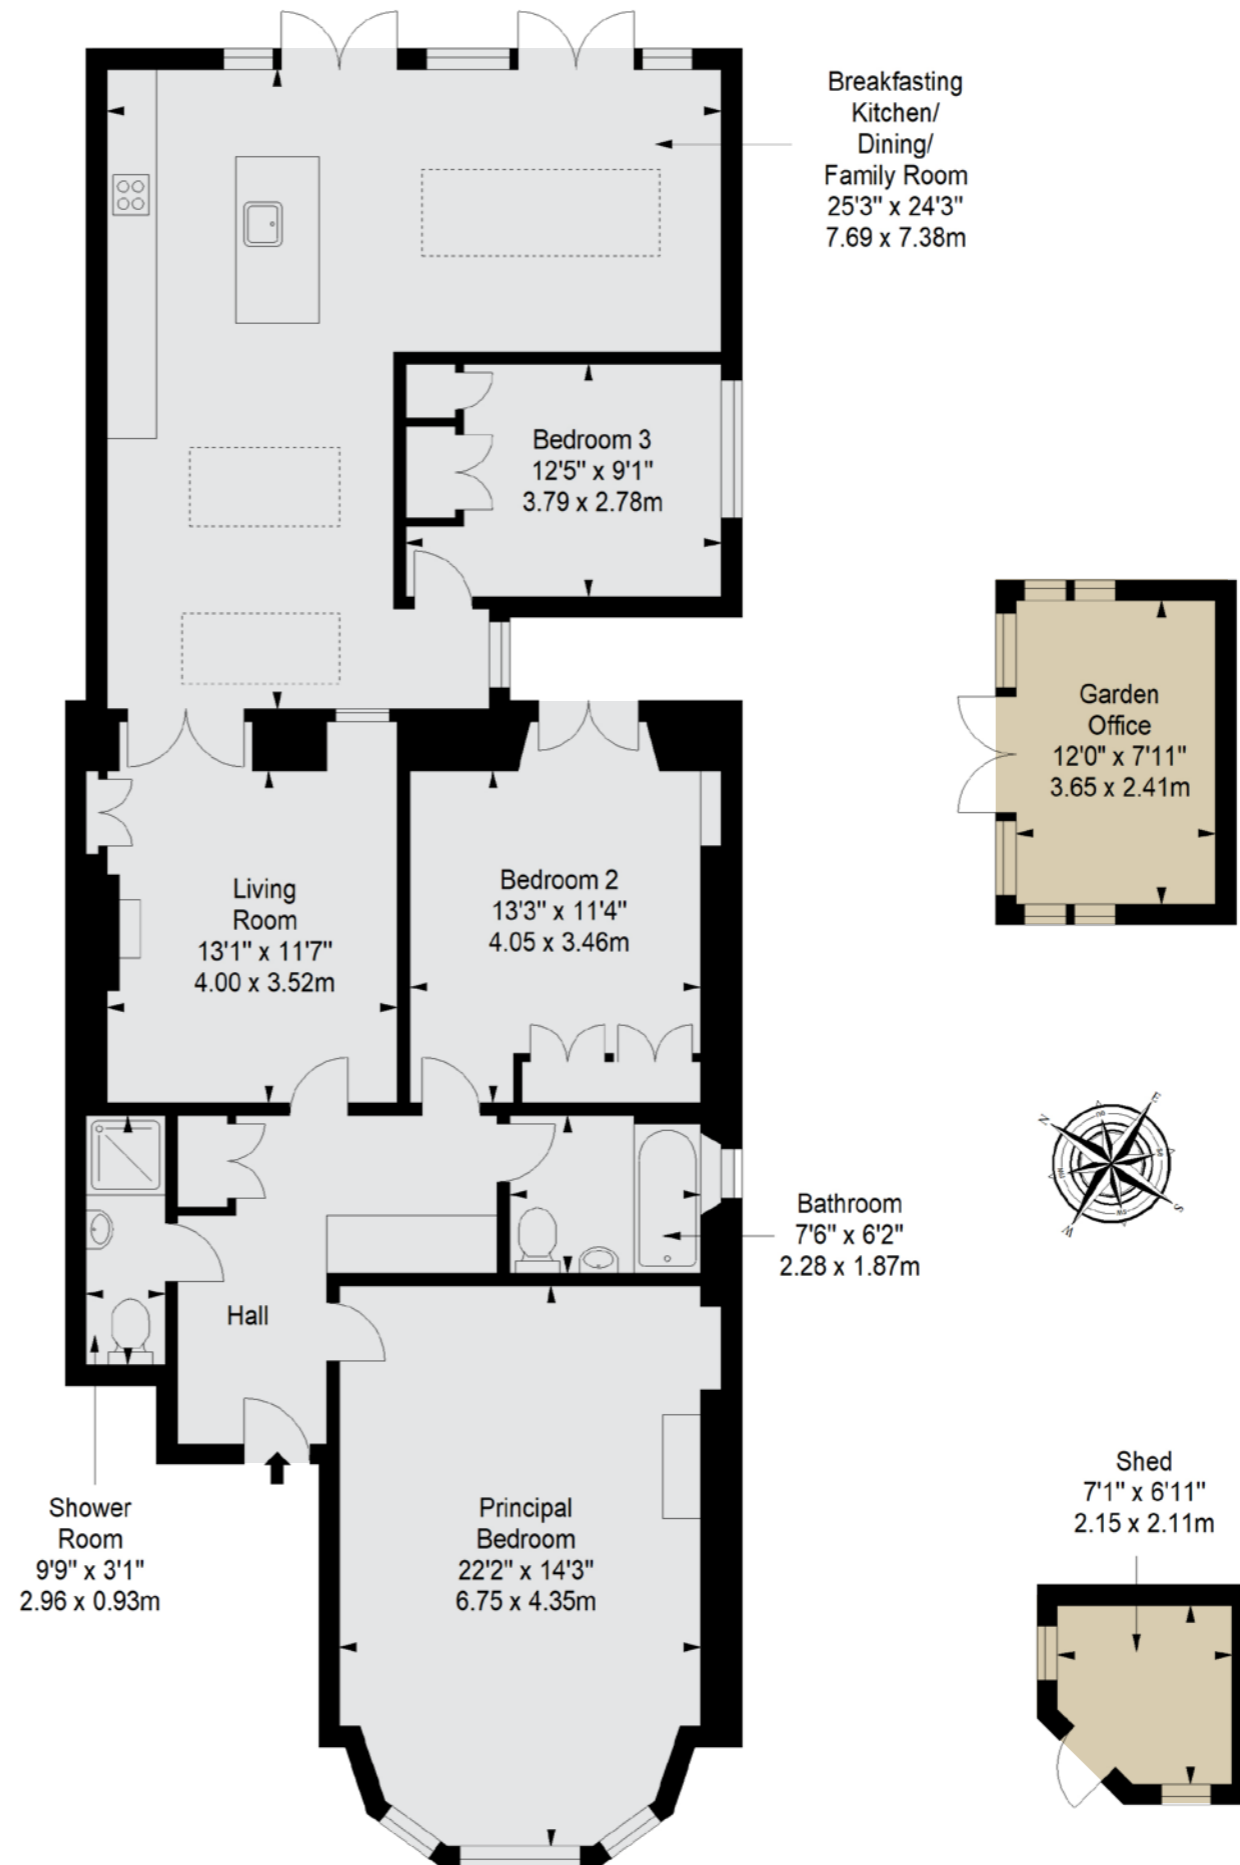 Breakfasting
Kitchen/
Dining/
Family Room
25'3" x 24'3"
7.69 x 7.38m
Bedroom 3
12'5" x 9'1"
3.79 x 2.78m
Garden
Office
12'0" x 7'11"
3.65 x 2.41m
Living
Room
13'1" x 11'7"
4.00 x 3.52m
Bedroom 2
13'3" x 11'4"
4.05 x 3.46m
N
E
S
W
Bathroom
7'6" x 6'2"
2.28 x 1.87m
Hall
Shower
Room
9'9" x 3'1"
2.96 x 0.93m
Principal
Bedroom
22'2" x 14'3"
6.75 x 4.35m
Shed
7'1" x 6'11"
2.15 x 2.11m